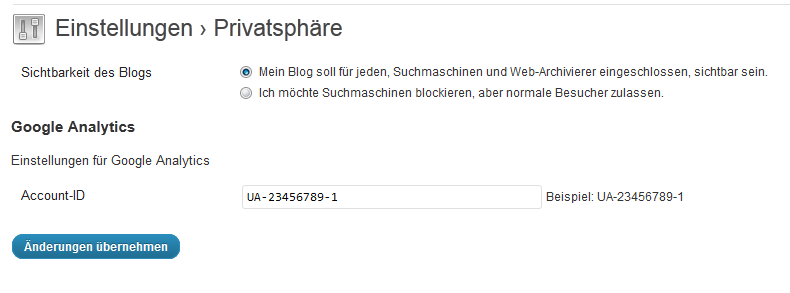 Einstellungen › Privatsphäre
Sichtbarkeit des Blogs
Mein Blog soll für jeden, Suchmaschinen und Web-Archivierer eingeschlossen, sichtbar sein.
Ich möchte Suchmaschinen blockieren, aber normale Besucher zulassen.
Google Analytics
Einstellungen für Google Analytics
Account-ID UA-23456789-1 Beispiel: UA-23456789-1
Änderungen übernehmen